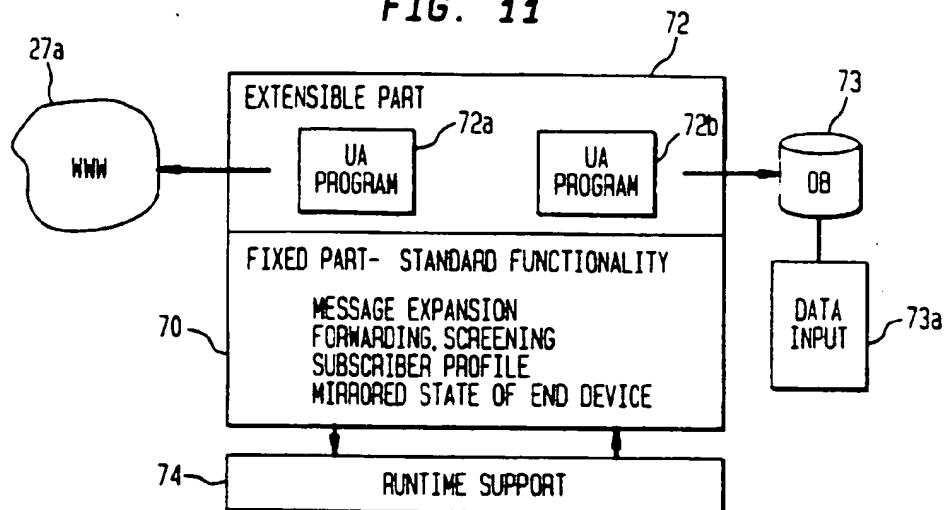 FIG. 11
27a
72
EXTENSIBLE PART
72a
72b
73
WWW
UA
PROGRAM
UA
PROGRAM
DB
FIXED PART- STANDARD FUNCTIONALITY
MESSAGE EXPANSION
FORWARDING, SCREENING
SUBSCRIBER PROFILE
MIRRORED STATE OF END DEVICE
70
DATA
INPUT
73a
74
RUNTIME SUPPORT